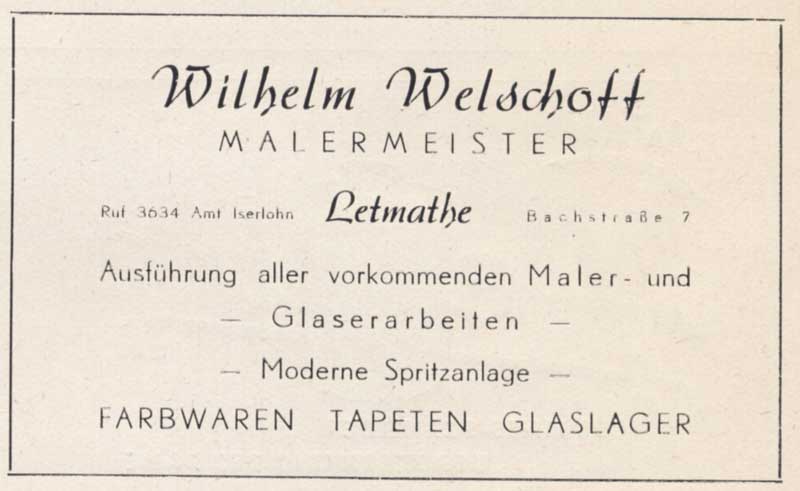 Wilhelm Welschoff
MALERMEISTER
Ruf 3634 Amt Iserlohn Letmathe Bachstraße 7
Ausführung aller vorkommenden Maler- und
— Glaserarbeiten —
— Moderne Spritzanlage —
FARBWAREN TAPETEN GLASLAGER